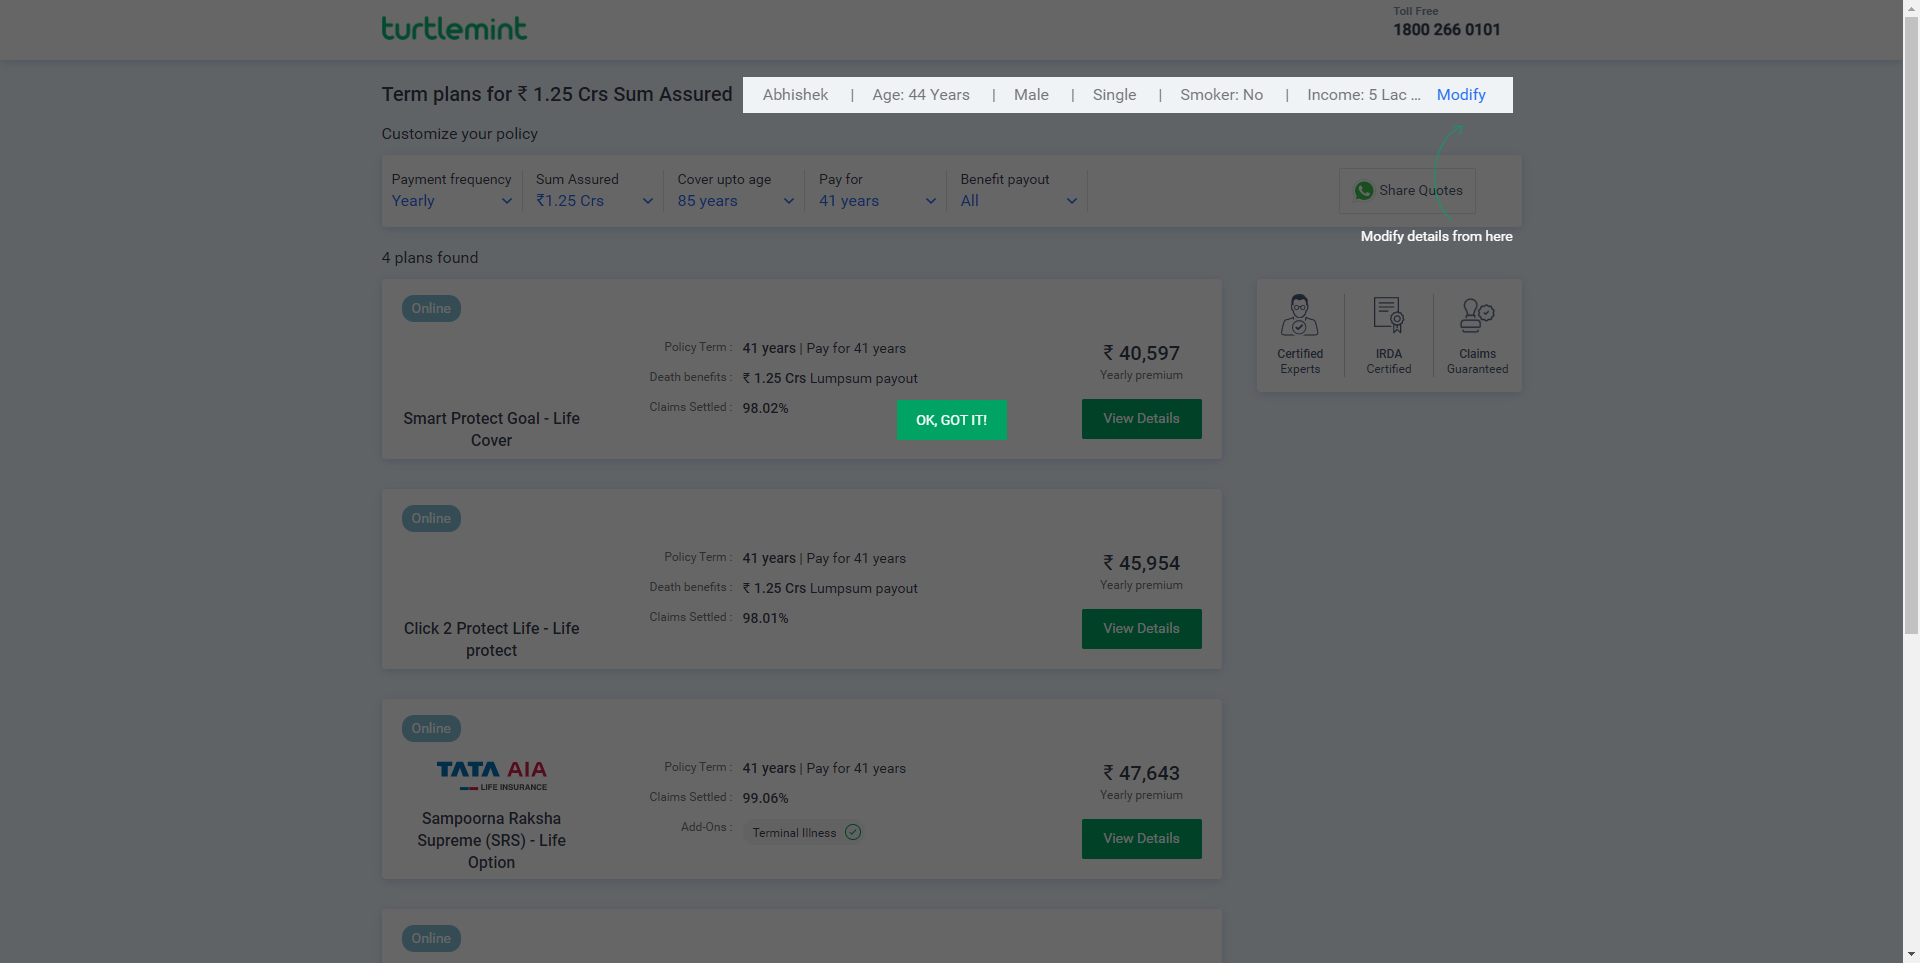 turtlemint
Toll Free
1800 266 0101
Term plans for ₹ 1.25 Crs Sum Assured
Abhishek | Age: 44 Years | Male | Single | Smoker: No | Income: 5 Lac ... Modify
Customize your policy
Payment frequency
Yearly
Sum Assured
₹1.25 Crs
Cover upto age
85 years
Pay for
41 years
Benefit payout
All
Share Quotes
Modify details from here
4 plans found
Online
Smart Protect Goal - Life
Cover
Policy Term : 41 years | Pay for 41 years
Death benefits : ₹ 1.25 Crs Lumpsum payout
Claims Settled : 98.02%
₹ 40,597
Yearly premium
View Details
OK, GOT IT!
Certified
Experts
IRDA
Certified
Claims
Guaranteed
Online
Click 2 Protect Life - Life
protect
Policy Term : 41 years | Pay for 41 years
Death benefits : ₹ 1.25 Crs Lumpsum payout
Claims Settled : 98.01%
₹ 45,954
Yearly premium
View Details
Online
TATA AIA
LIFE INSURANCE
Sampoorna Raksha
Supreme (SRS) - Life
Option
Policy Term : 41 years | Pay for 41 years
Claims Settled : 99.06%
Add-Ons : Terminal Illness
₹ 47,643
Yearly premium
View Details
Online